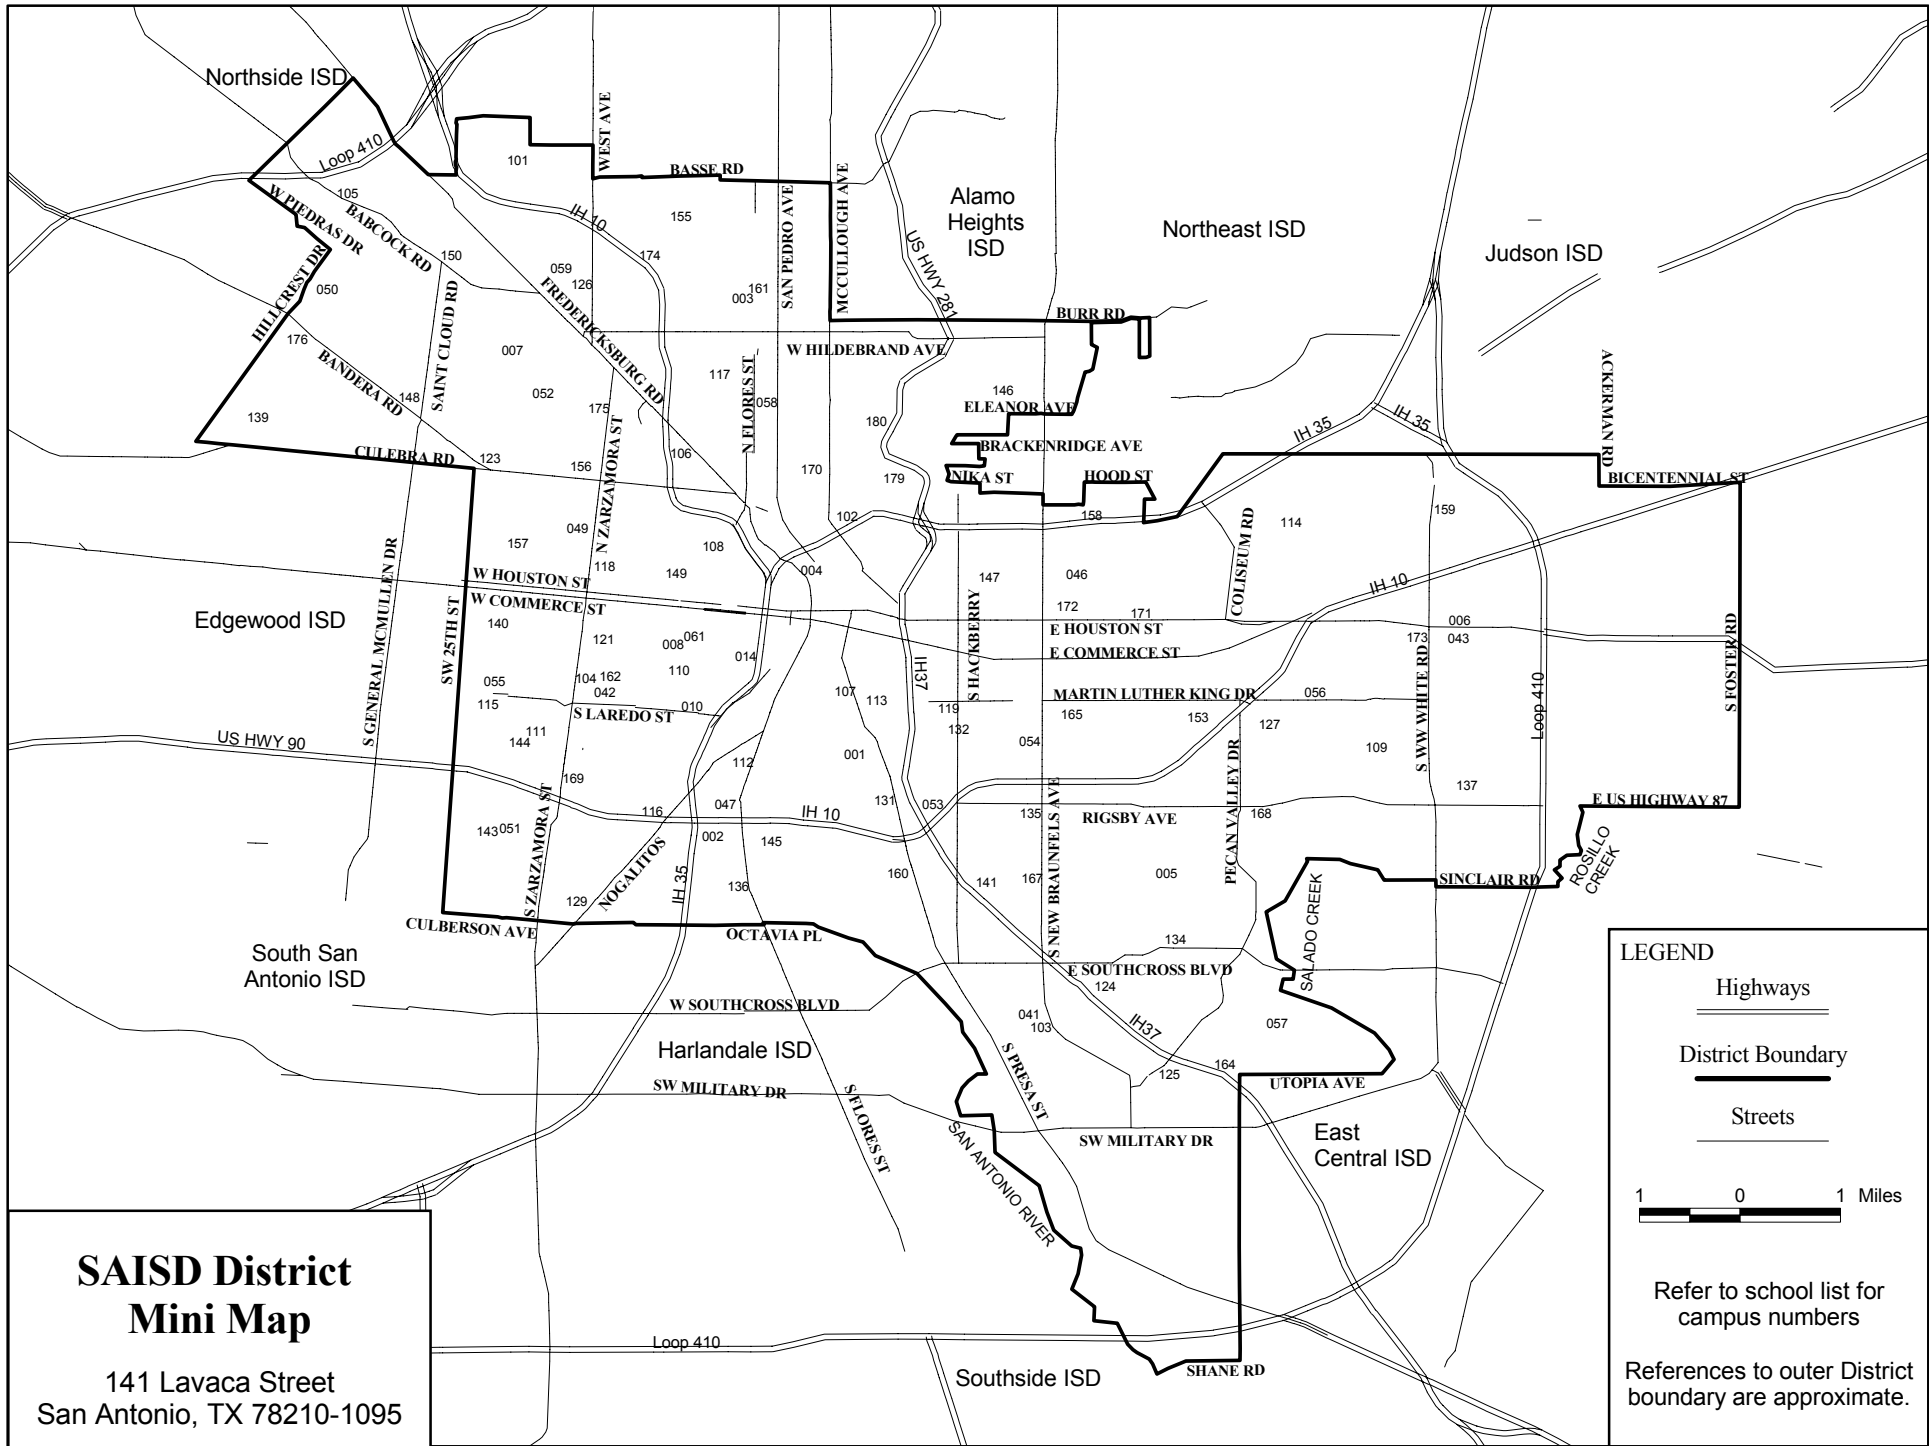 Northside ISD
Loop 410
101
WEST AVE
BASSE RD
MCCULLOUGH AVE
SAN PEDRO AVE
Alamo
Heights
ISD
Northeast ISD
Judson ISD
105
W PIEDRAS DR
BABCOCK RD
IH 10
155
150
174
US HWY 281
HILLCREST DR
050
059
126
161
003
FREDERICKSBURG RD
SAINT CLOUD RD
BURR RD
176
BANDERA RD
007
W HILDEBRAND AVE
117
N FLORES ST
058
052
148
175
139
146
ELEANOR AVE
180
BRACKENRIDGE AVE
IH 35
IH 35
ACKERMAN RD
CULEBRA RD
123
156
N ZARZAMORA ST
106
170
179
NIKA ST
HOOD ST
BICENTENNIAL ST
102
158
159
114
COLISEUM RD
049
157
108
118
149
004
147
046
IH 10
S GENERAL MCMULLEN DR
W HOUSTON ST
W COMMERCE ST
Edgewood ISD
SW 25TH ST
140
121
008
061
014
110
172
171
E HOUSTON ST
E COMMERCE ST
S HACKBERRY
006
173
043
S FOSTER RD
055
104
162
042
115
010
S LAREDO ST
107
113
IH37
119
132
MARTIN LUTHER KING DR
056
165
153
127
S WW WHITE RD
Loop 410
US HWY 90
111
144
112
001
054
109
PECAN VALLEY DR
169
116
047
IH 10
131
053
135
S NEW BRAUNFELS AVE
RIGSBY AVE
168
137
E US HIGHWAY 87
143
051
S ZARZAMORA ST
002
145
NOGALITOS
IH 35
136
160
141
167
005
SALADO CREEK
SINCLAIR RD
ROSILLO
CREEK
129
CULBERSON AVE
OCTAVIA PL
134
E SOUTHCROSS BLVD
South San
Antonio ISD
W SOUTHCROSS BLVD
124
041
103
IH37
057
Harlandale ISD
S PRESA ST
164
125
UTOPIA AVE
SW MILITARY DR
S FLORES ST
SAN ANTONIO RIVER
SW MILITARY DR
East
Central ISD
Loop 410
Southside ISD
SHANE RD
LEGEND
Highways
District Boundary
Streets
1 0 1 Miles
Refer to school list for
campus numbers
References to outer District
boundary are approximate.
SAISD District
Mini Map
141 Lavaca Street
San Antonio, TX 78210-1095